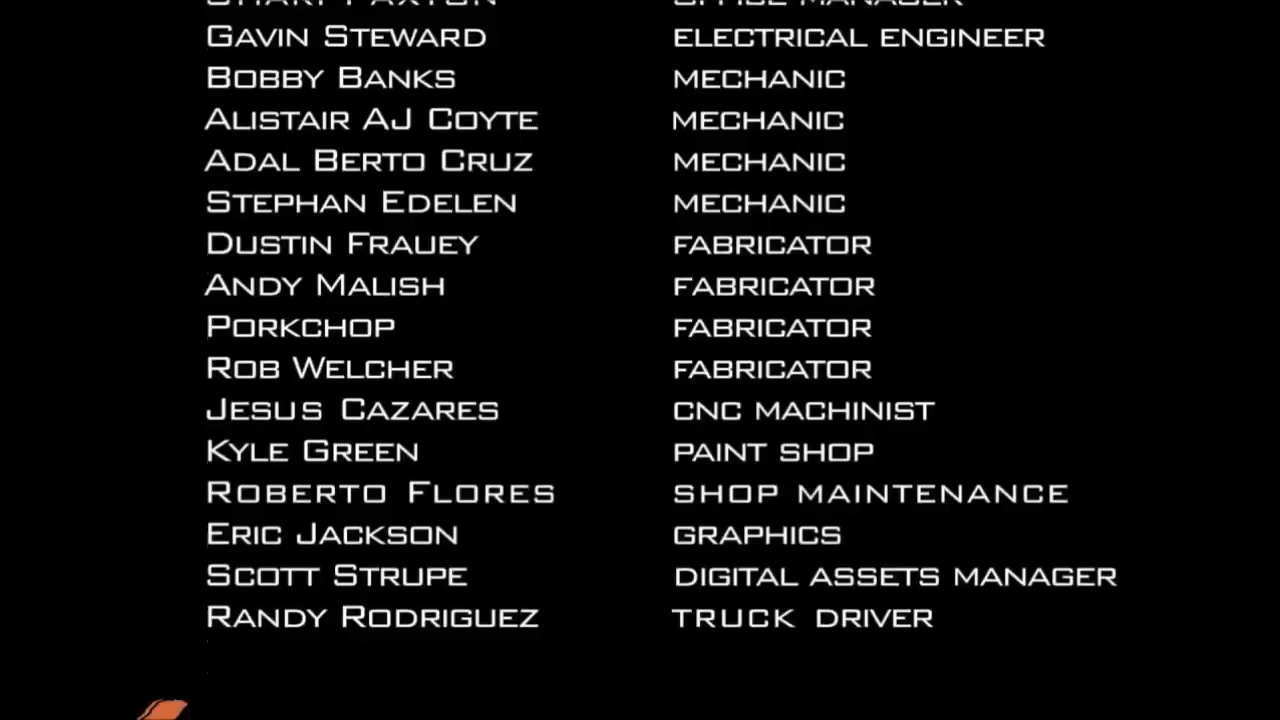 Gavin Steward ELECTRICAL ENGINEER
Bobby Banks MECHANIC
Alistair AJ Coyte MECHANIC
Adal Berto Cruz MECHANIC
Stephan Edelen MECHANIC
Dustin Frauey FABRICATOR
Andy Malish FABRICATOR
Porkchop FABRICATOR
Rob Welcher FABRICATOR
Jesus Cazares CNC MACHINIST
Kyle Green PAINT SHOP
Roberto Flores SHOP MAINTENANCE
Eric Jackson GRAPHICS
Scott Strupe DIGITAL ASSETS MANAGER
Randy Rodriguez TRUCK DRIVER